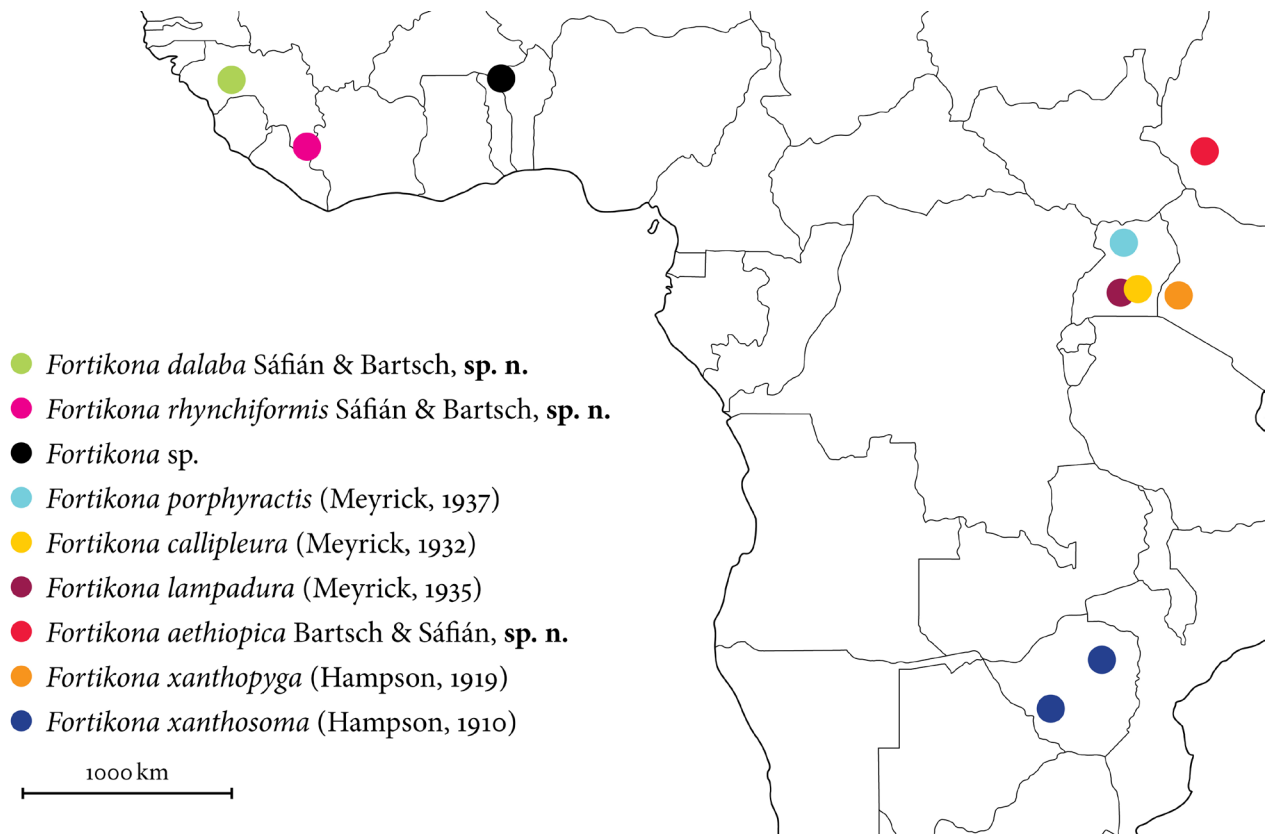 Fortikona dalaba Sáfián & Bartsch, sp. n.
Fortikona rhynchiformis Sáfián & Bartsch, sp. n.
Fortikona sp.
Fortikona porphyractis (Meyrick, 1937)
Fortikona callipleura (Meyrick, 1932)
Fortikona lampadura (Meyrick, 1935)
Fortikona aethiopica Bartsch & Sáfián, sp. n.
Fortikona xanthopyga (Hampson, 1919)
Fortikona xanthosoma (Hampson, 1910)
1000 km